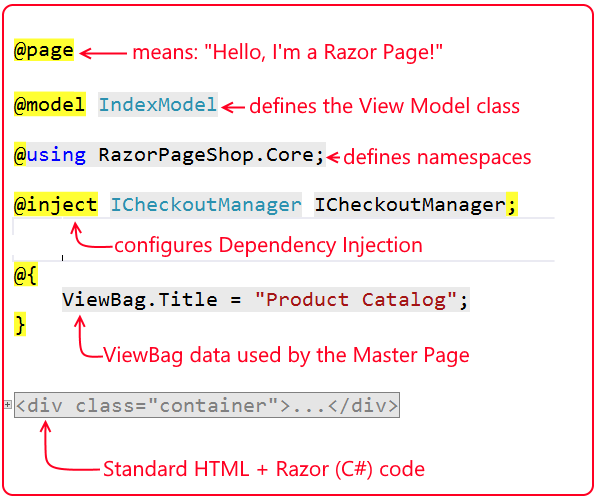 @page means: "Hello, I'm a Razor Page!"
@model IndexModel defines the View Model class
@using RazorPageShop.Core; defines namespaces
@inject ICheckoutManager ICheckoutManager;
configures Dependency Injection
@{
ViewBag.Title = "Product Catalog";
}
ViewBag data used by the Master Page
<div class="container">...</div>
Standard HTML + Razor (C#) code